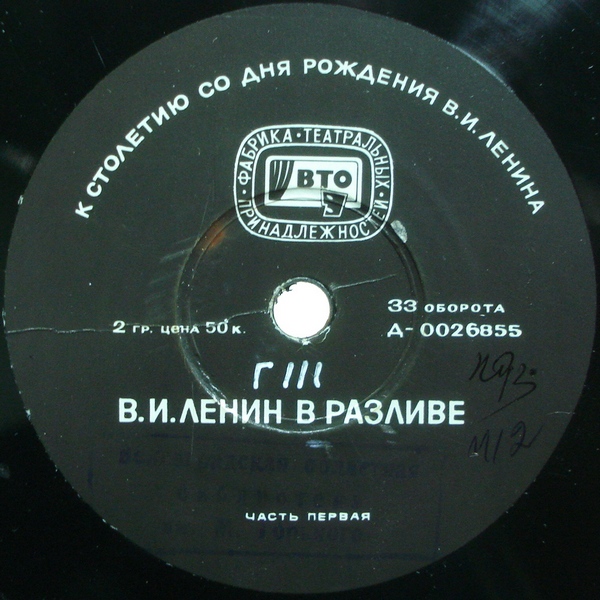 К СТОЛЕТИЮ СО ДНЯ РОЖДЕНИЯ В.И.ЛЕНИНА
ФАБРИКА·ТЕАТРАЛЬНЫХ·
ВТО
ПРИНАДЛЕЖНОСТЕЙ·
2 ГР. ЦЕНА 50 К.
33 ОБОРОТА
Д-0026855
Г III
В.И.ЛЕНИН В РАЗЛИВЕ
М/2
ЧАСТЬ ПЕРВАЯ